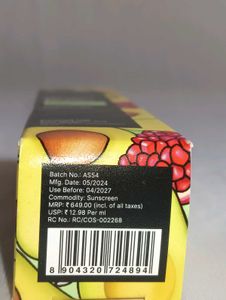 Batch No.: AS54
Mfg. Date: 05/2024
Use Before: 04/2027
Commodity: Sunscreen
MRP: ₹ 649.00 (incl. of all taxes)
USP: ₹ 12.98 Per ml
RC No.: RC/COS-002268
8 904320 724894